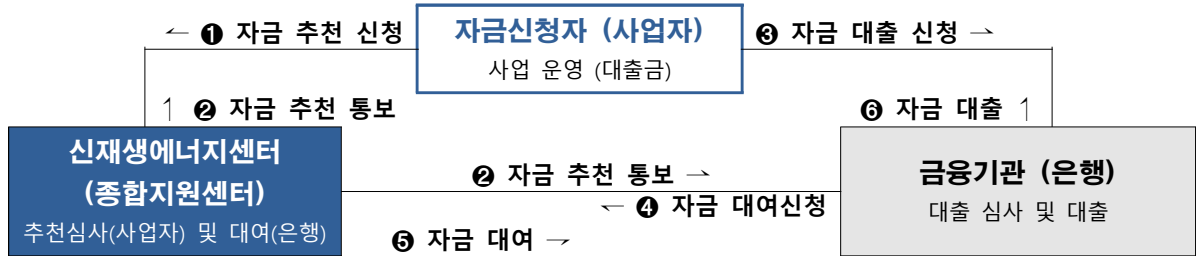 ← ❶ 자금 추천 신청
자금신청자 (사업자)
사업 운영 (대출금)
❸ 자금 대출 신청 →
↿ ❷ 자금 추천 통보
❻ 자금 대출 ↿
신재생에너지센터
(종합지원센터)
추천심사(사업자) 및 대여(은행)
❷ 자금 추천 통보 →
← ❹ 자금 대여신청
❺ 자금 대여 →
금융기관 (은행)
대출 심사 및 대출